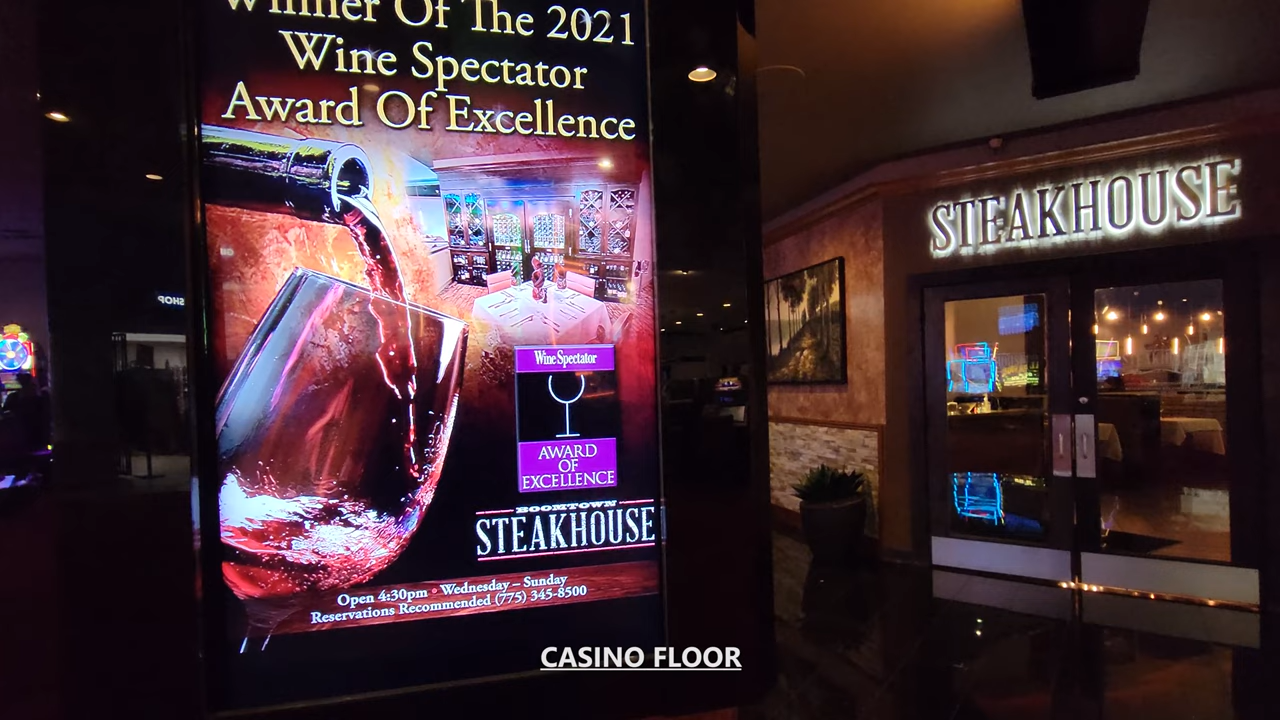 Winner Of The 2021
Wine Spectator
Award Of Excellence
Wine Spectator
AWARD
OF
EXCELLENCE
BOOMTOWN
STEAKHOUSE
Open 4:30pm • Wednesday – Sunday
Reservations Recommended (775) 345-8500
STEAKHOUSE
SHOP
CASINO FLOOR